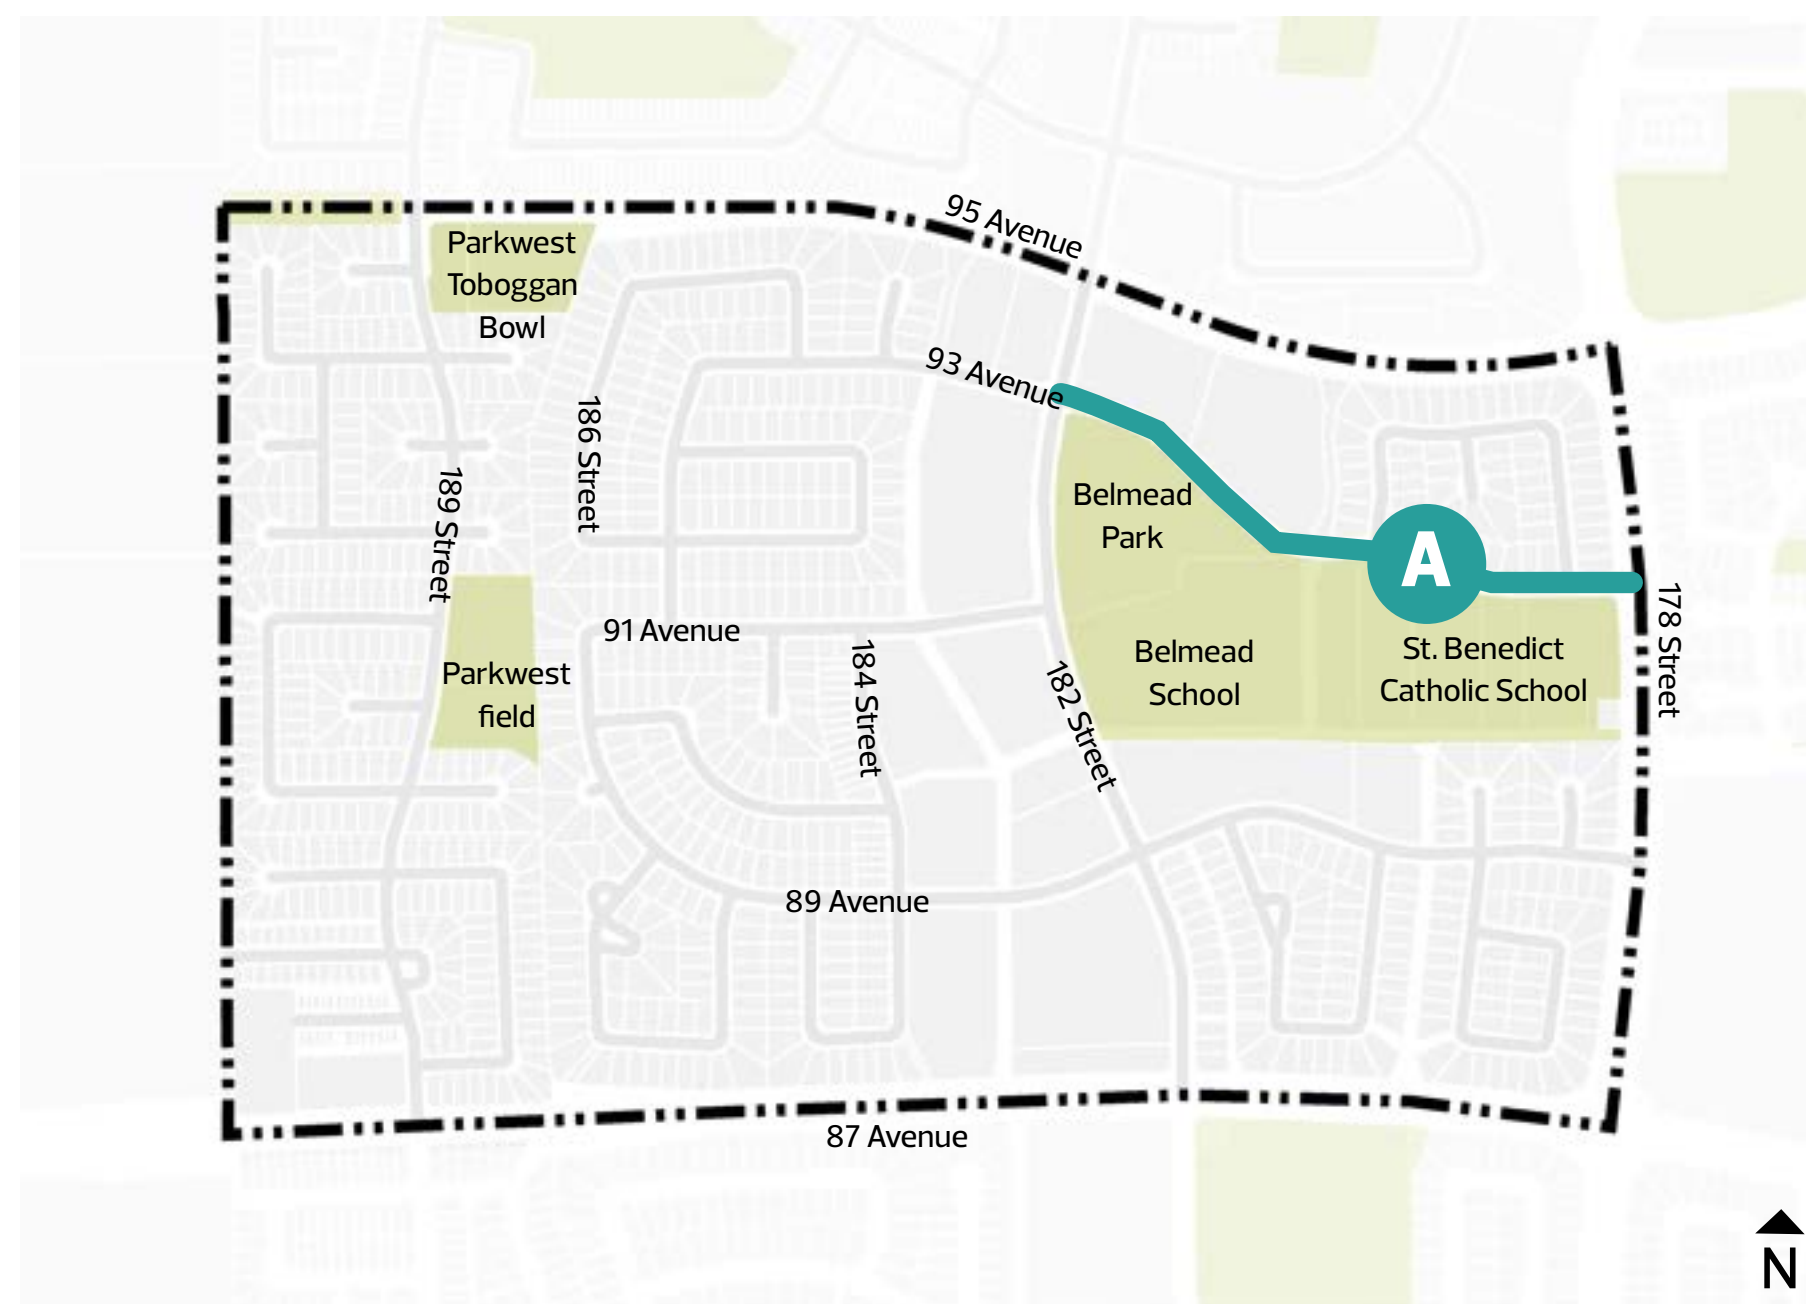 95 Avenue
Parkwest
Toboggan
Bowl
93 Avenue
186 Street
189 Street
Belmead
Park
A
178 Street
91 Avenue
184 Street
182 Street
Belmead
School
St. Benedict
Catholic School
Parkwest
field
89 Avenue
87 Avenue
N